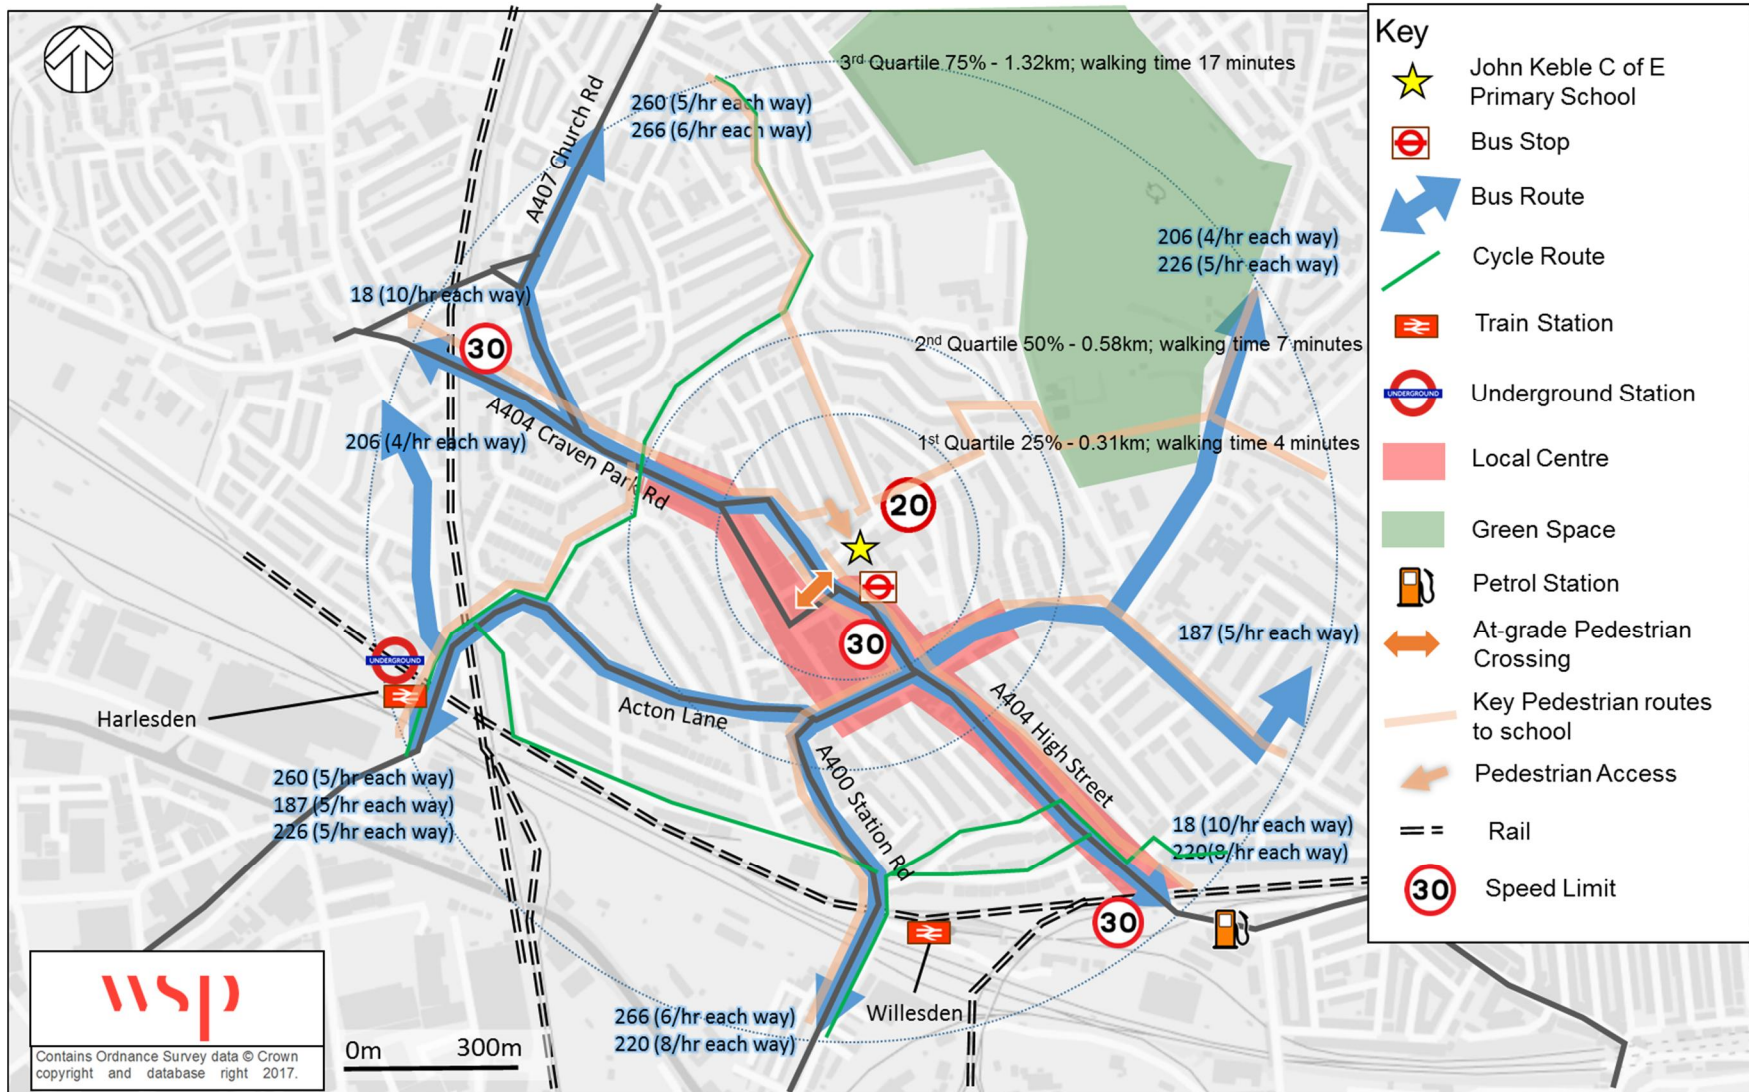 3rd Quartile 75% - 1.32km; walking time 17 minutes
260 (5/hr each way)
266 (6/hr each way)
A407 Church Rd
206 (4/hr each way)
226 (5/hr each way)
18 (10/hr each way)
30
2nd Quartile 50% - 0.58km; walking time 7 minutes
A404 Craven Park Rd
206 (4/hr each way)
1st Quartile 25% - 0.31km; walking time 4 minutes
20
30
187 (5/hr each way)
UNDERGROUND
Harlesden
Acton Lane
A404 High Street
A400 Station Rd
260 (5/hr each way)
187 (5/hr each way)
226 (5/hr each way)
18 (10/hr each way)
220(8/hr each way)
30
Willesden
266 (6/hr each way)
220 (8/hr each way)
wsp
Contains Ordnance Survey data © Crown
copyright and database right 2017.
0m 300m
Key
John Keble C of E
Primary School
Bus Stop
Bus Route
Cycle Route
Train Station
UNDERGROUND
Underground Station
Local Centre
Green Space
Petrol Station
At-grade Pedestrian
Crossing
Key Pedestrian routes
to school
Pedestrian Access
Rail
30
Speed Limit